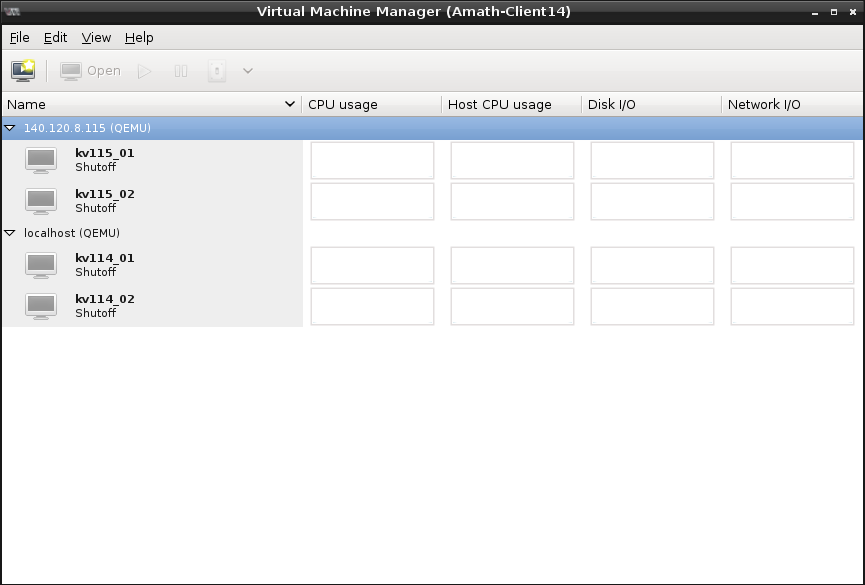 Virtual Machine Manager (Amath-Client14)
File Edit View Help
Open
Name CPU usage Host CPU usage Disk I/O Network I/O
140.120.8.115 (QEMU)
kv115_01
Shutoff
kv115_02
Shutoff
localhost (QEMU)
kv114_01
Shutoff
kv114_02
Shutoff